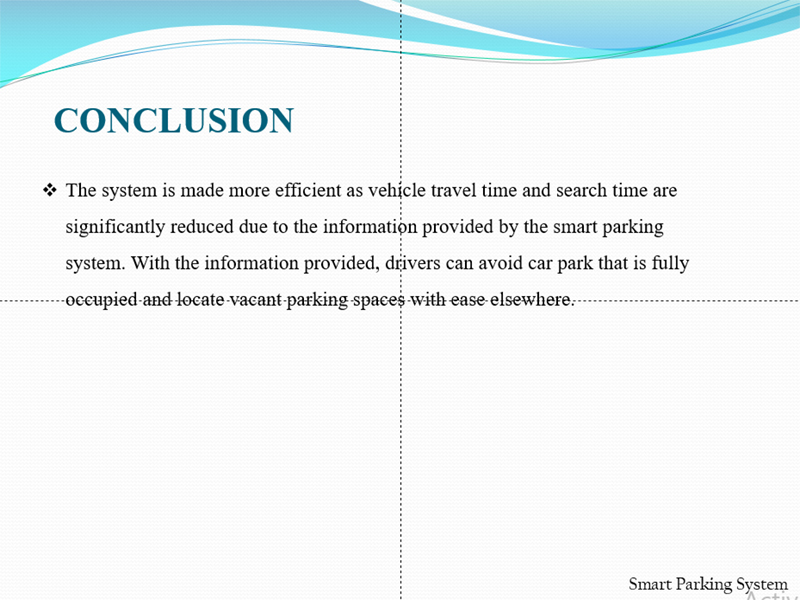 CONCLUSION
❖ The system is made more efficient as vehicle travel time and search time are
significantly reduced due to the information provided by the smart parking
system. With the information provided, drivers can avoid car park that is fully
occupied and locate vacant parking spaces with ease elsewhere.
Smart Parking System